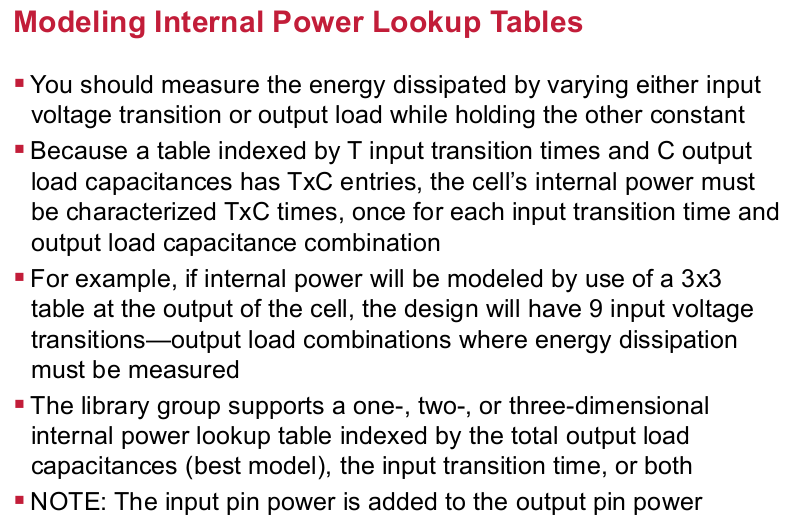 Modeling Internal Power Lookup Tables
▪ You should measure the energy dissipated by varying either input
voltage transition or output load while holding the other constant
▪ Because a table indexed by T input transition times and C output
load capacitances has TxC entries, the cell’s internal power must
be characterized TxC times, once for each input transition time and
output load capacitance combination
▪ For example, if internal power will be modeled by use of a 3x3
table at the output of the cell, the design will have 9 input voltage
transitions—output load combinations where energy dissipation
must be measured
▪ The library group supports a one-, two-, or three-dimensional
internal power lookup table indexed by the total output load
capacitances (best model), the input transition time, or both
▪ NOTE: The input pin power is added to the output pin power